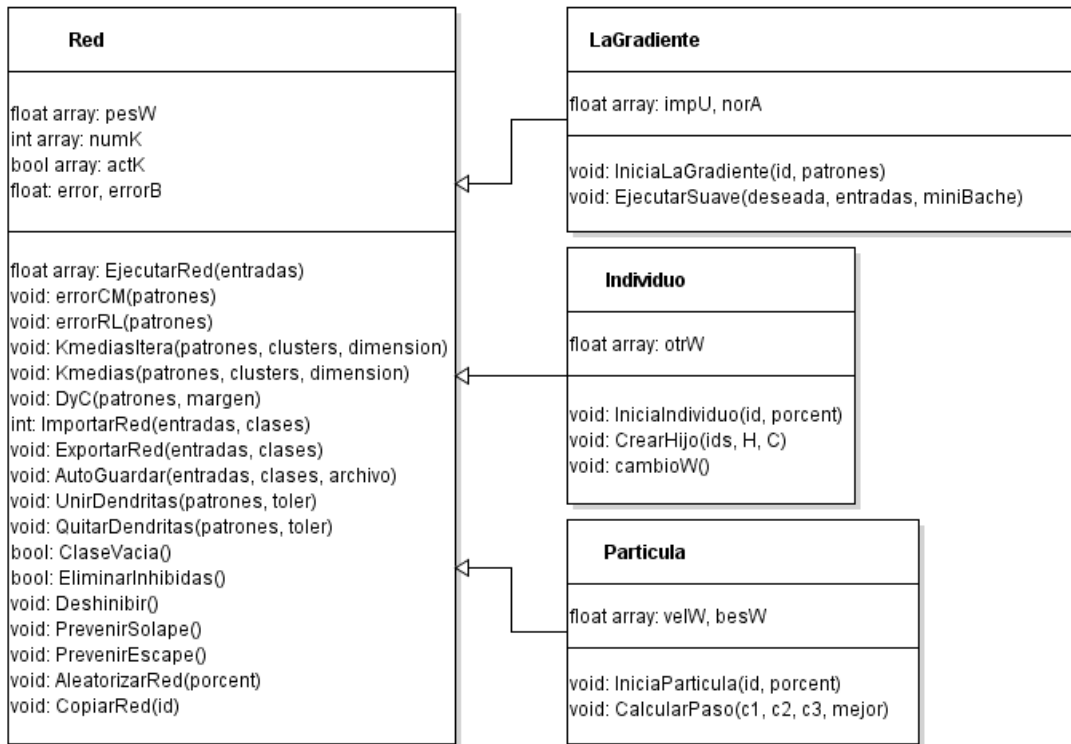 Red
float array: pesW
int array: numK
bool array: actK
float: error, errorB
float array: EjecutarRed(entradas)
void: errorCM(patrones)
void: errorRL(patrones)
void: KmediasItera(patrones, clusters, dimension)
void: Kmedias(patrones, clusters, dimension)
void: DyC(patrones, margen)
int: ImportarRed(entradas, clases)
void: ExportarRed(entradas, clases)
void: AutoGuardar(entradas, clases, archivo)
void: UnirDendritas(patrones, toler)
void: QuitarDendritas(patrones, toler)
bool: ClaseVacia()
bool: EliminarInhibidas()
void: Deshinibir()
void: PrevenirSolape()
void: PrevenirEscape()
void: AleatorizarRed(porcent)
void: CopiarRed(id)
LaGradiente
float array: impU, norA
void: IniciaLaGradiente(id, patrones)
void: EjecutarSuave(deseada, entradas, miniBache)
Individuo
float array: otrW
void: IniciaIndividuo(id, porcent)
void: CrearHijo(ids, H, C)
void: cambioW()
Particula
float array: velW, besW
void: IniciaParticula(id, porcent)
void: CalcularPaso(c1, c2, c3, mejor)